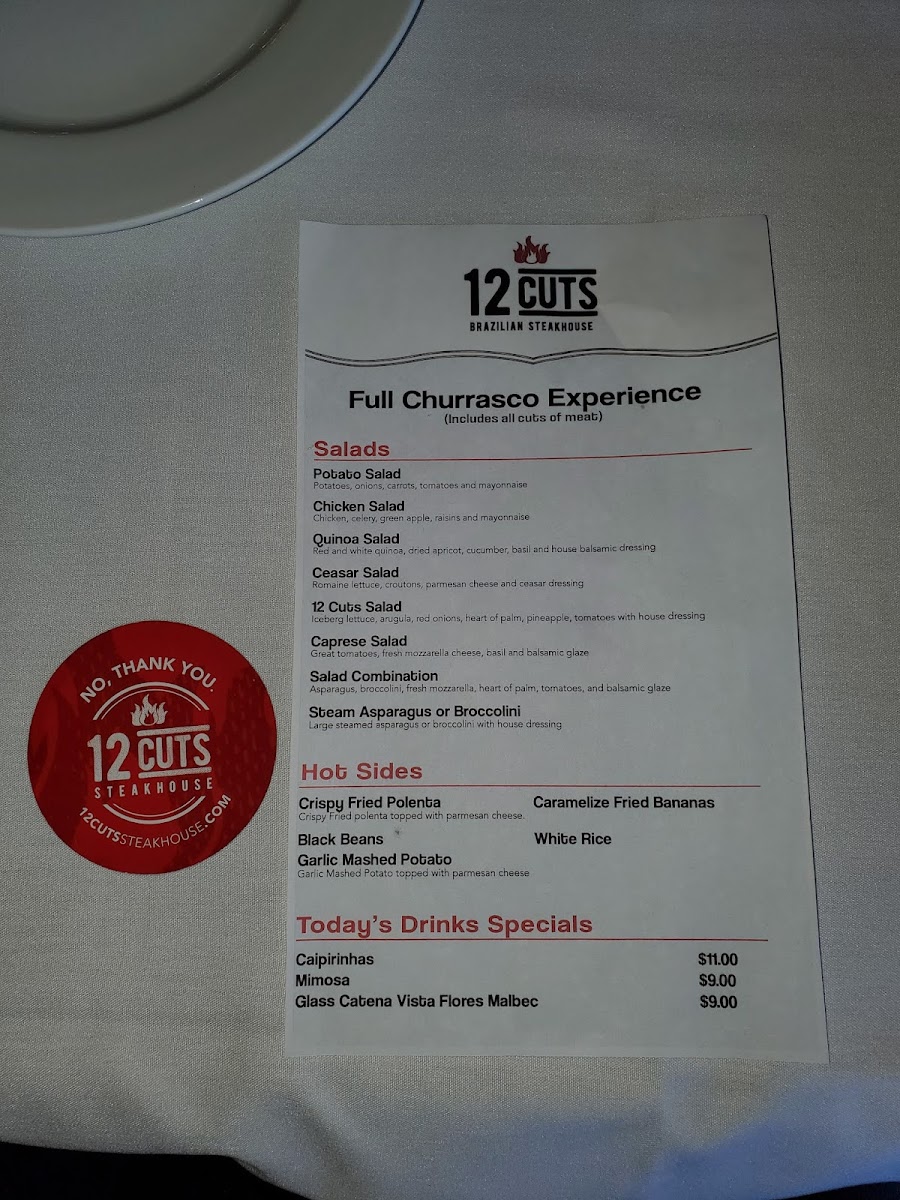 12 CUTS
BRAZILIAN STEAKHOUSE
Full Churrasco Experience
(Includes all cuts of meat)
Salads
Potato Salad
Potatoes, onions, carrots, tomatoes and mayonnaise
Chicken Salad
Chicken, celery, green apple, raisins and mayonnaise
Quinoa Salad
Red and white quinoa, dried apricot, cucumber, basil and house balsamic dressing
Ceasar Salad
Romaine lettuce, croutons, parmesan cheese and ceasar dressing
12 Cuts Salad
Iceberg lettuce, arugula, red onions, heart of palm, pineapple, tomatoes with house dressing
Caprese Salad
Great tomatoes, fresh mozzarella cheese, basil and balsamic glaze
Salad Combination
Asparagus, broccolini, fresh mozzarella, heart of palm, tomatoes, and balsamic glaze
Steam Asparagus or Broccolini
Large steamed asparagus or broccolini with house dressing
Hot Sides
Crispy Fried Polenta Caramelize Fried Bananas
Crispy Fried polenta topped with parmesan cheese.
Black Beans White Rice
Garlic Mashed Potato
Garlic Mashed Potato topped with parmesan cheese
Today's Drinks Specials
Caipirinhas $11.00
Mimosa $9.00
Glass Catena Vista Flores Malbec $9.00
NO, THANK YOU.
12 CUTS
STEAKHOUSE
12CUTSSTEAKHOUSE.COM